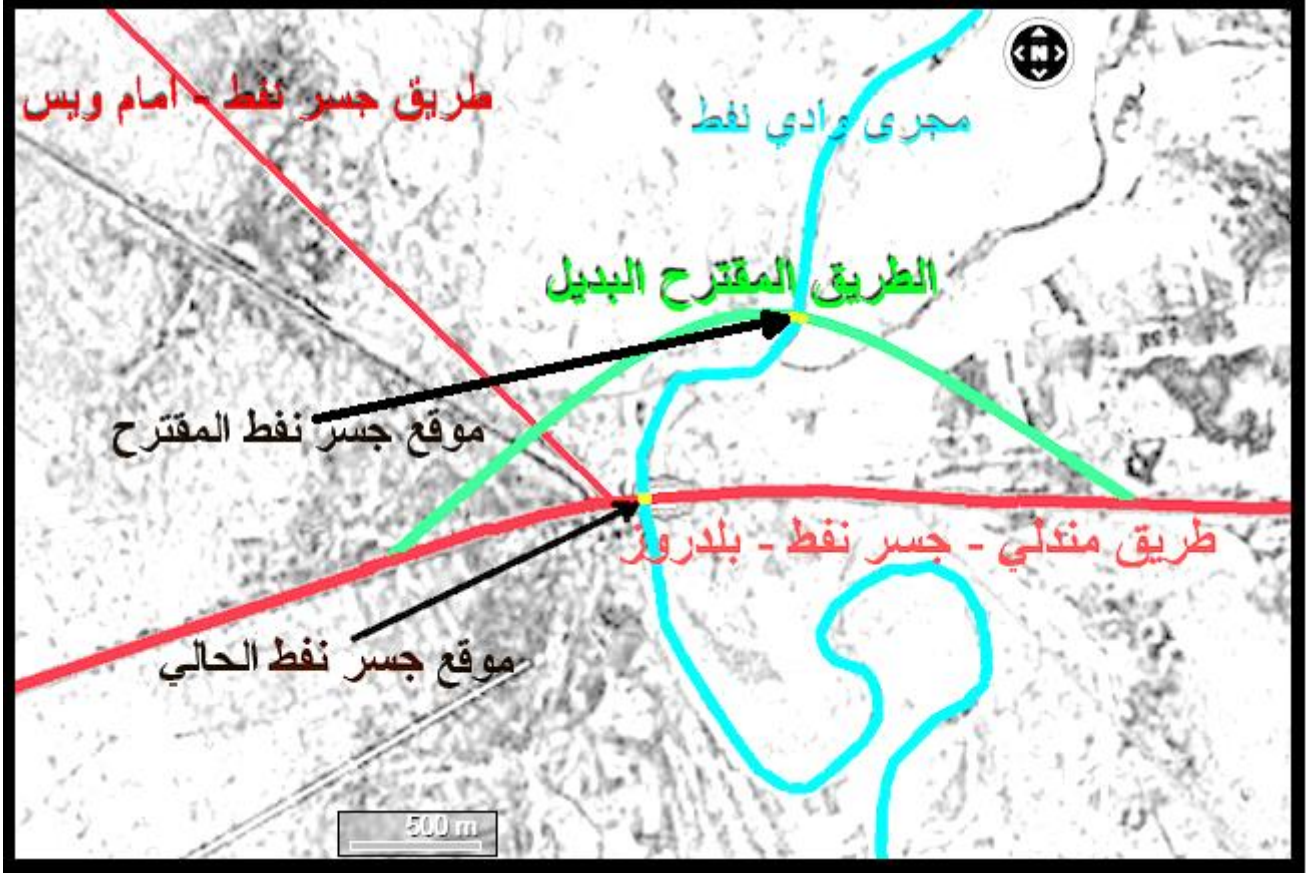 N
طريق جسر نفط - امام ويس
مجرى وادي نفط
الطريق المقترح البديل
موقع جسر نفط المقترح
طريق مندلي - جسر نفط - بلدروز
موقع جسر نفط الحالي
500 m